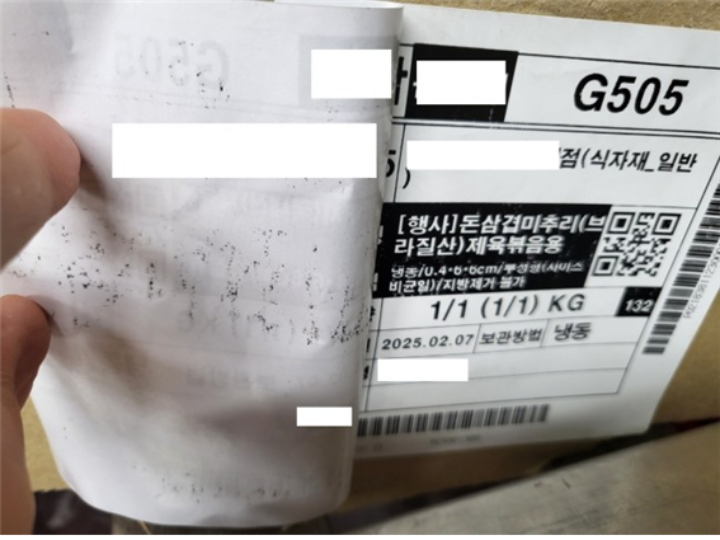 G505
점(식자재_일반
)
[행사]돈삼겹미추리(브
라질산)제육볶음용
냉동/0.4*6*6cm/부정형(사이즈
비균일)/지방제거 불가
1/1 (1/1) KG
132
2025.02.07 보관방법 냉동